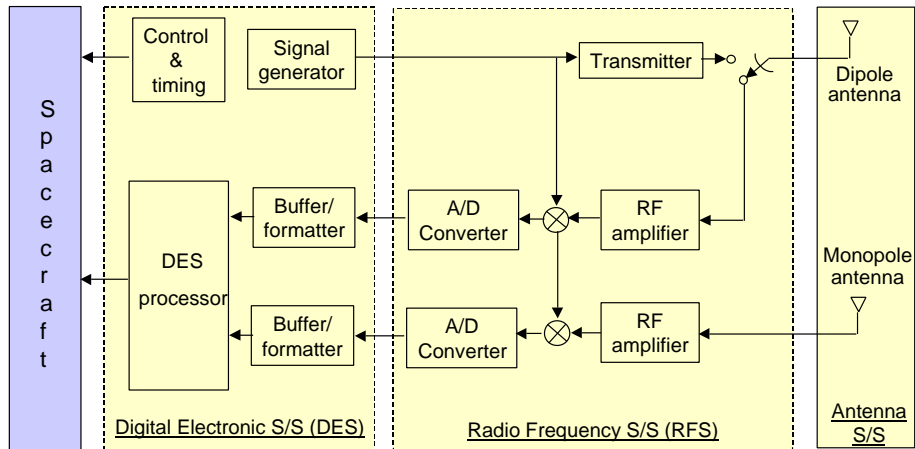 Spacecraft
Control
&
timing
Signal
generator
Transmitter
Dipole
antenna
DES
processor
Buffer/
formatter
A/D
Converter
RF
amplifier
Monopole
antenna
Buffer/
formatter
A/D
Converter
RF
amplifier
Digital Electronic S/S (DES)
Radio Frequency S/S (RFS)
Antenna
S/S